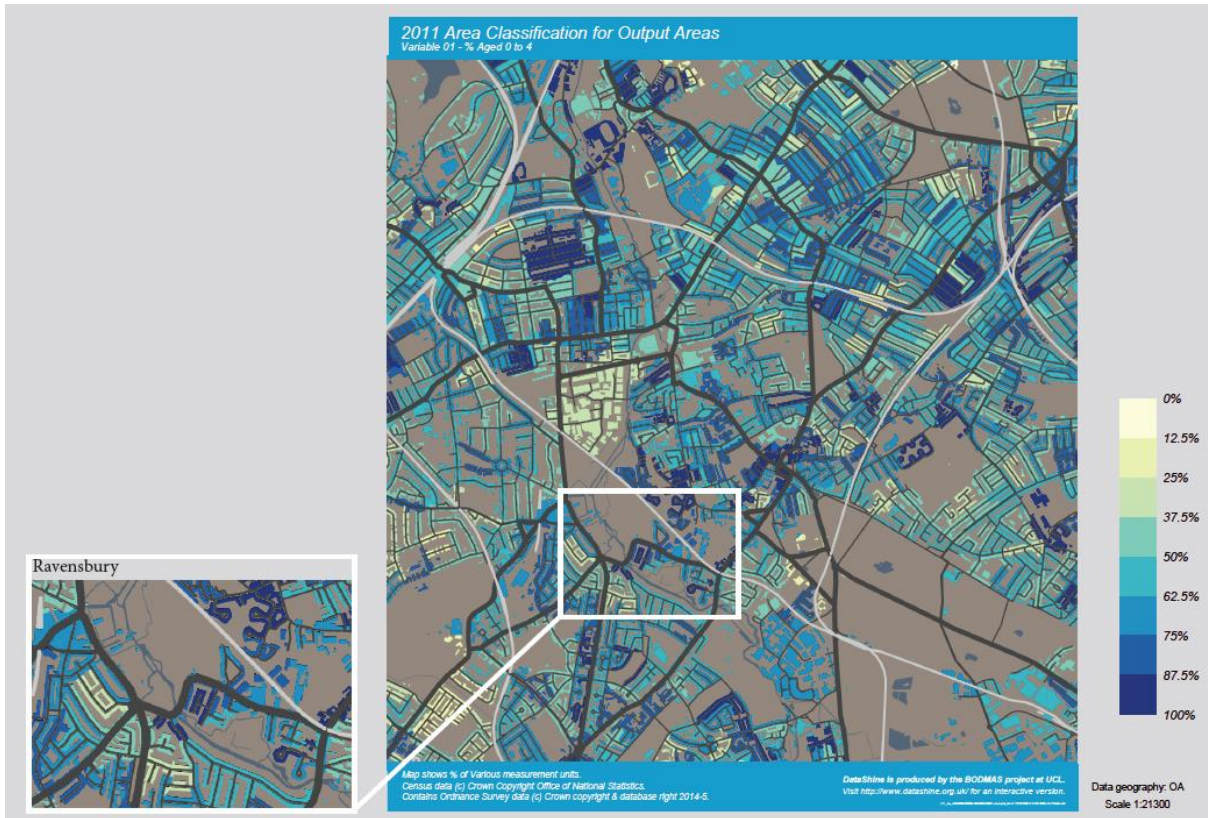 2011 Area Classification for Output Areas
Variable 01 - % Aged 0 to 4
0%
12.5%
25%
37.5%
50%
62.5%
75%
87.5%
100%
Ravensbury
Map shows % of Various measurement units.
Census data (c) Crown Copyright Office of National Statistics.
Contains Ordnance Survey data (c) Crown copyright & database right 2014-5.
DataShine is produced by the BODMAS project at UCL.
Visit http://www.datashine.org.uk/ for an interactive version.
Data geography: OA
Scale 1:21300